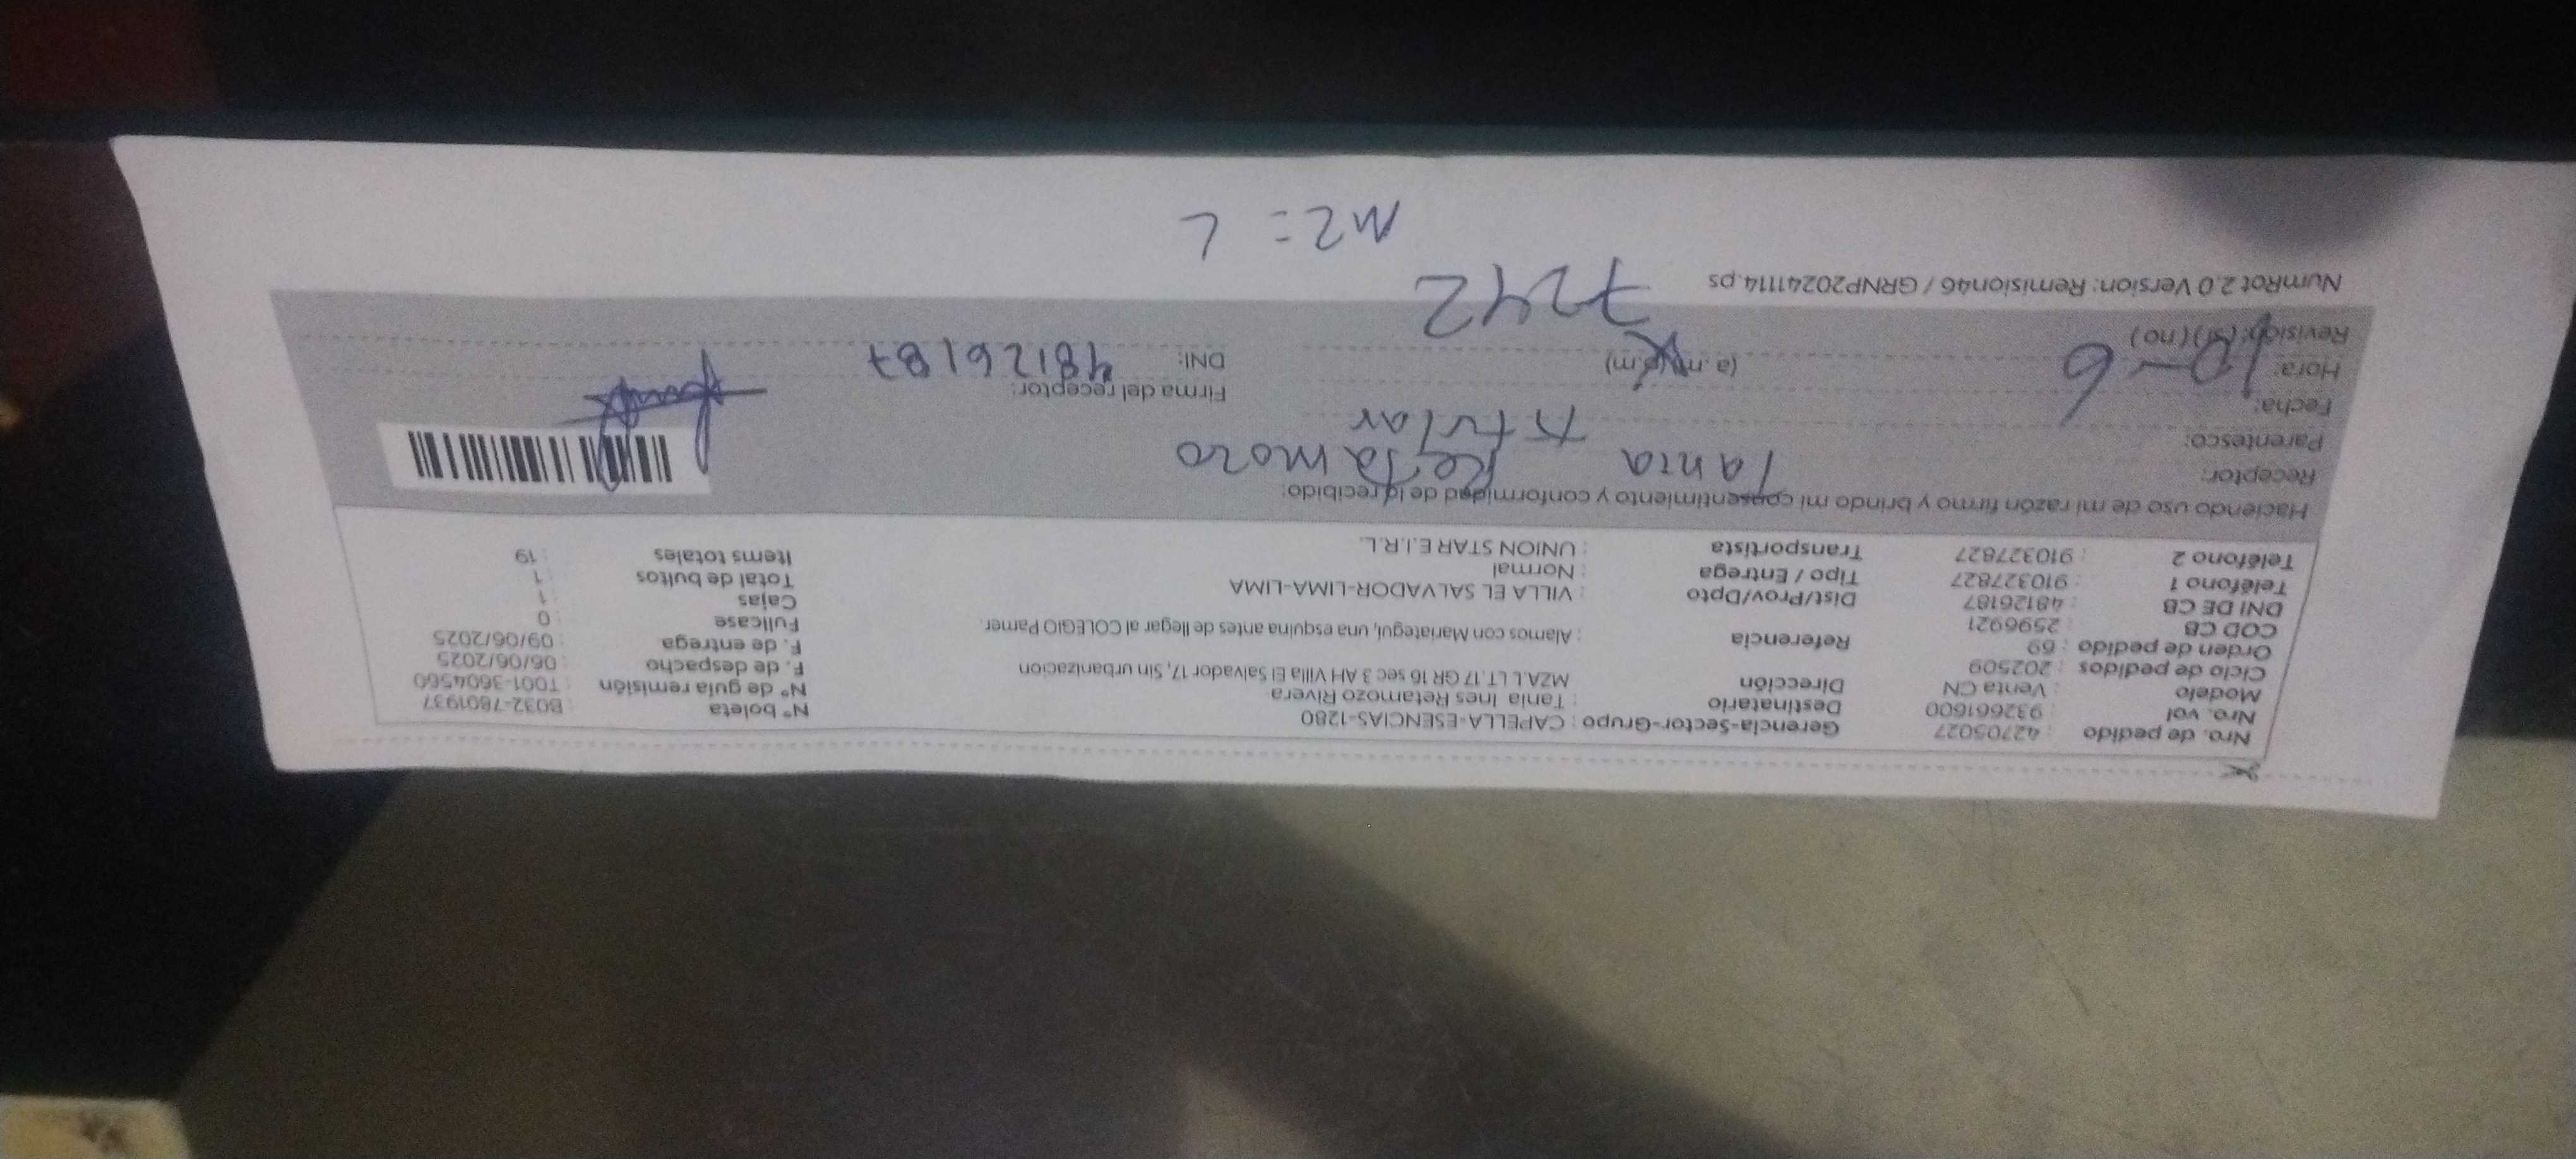 Nro. de pedido : 42705027 Gerencia-Sector-Grupo : CAPELLA-ESENCIAS-1280 N° boleta : B032-7801937
Nro. vol : 932661600 Destinatario : Tania Ines Retamozo Rivera N° de guía remisión : T001-3604560
Modelo : Venta CN Dirección MZA.L LT.17 GR 16 sec 3 AH Villa El Salvador 17, Sin urbanizacion F. de despacho : 06/06/2025
Ciclo de pedidos : 202509 F. de entrega : 09/06/2025
Orden de pedido : 69 Referencia : Alamos con Mariategui, una esquina antes de llegar al COLEGIO Pamer. Fullcase : 0
COD CB : 2596921 Cajas : 1
DNI DE CB : 48126187 Dist/Prov/Dpto : VILLA EL SALVADOR-LIMA-LIMA Total de bultos : 1
Teléfono 1 : 910327827 Tipo / Entrega : Normal Items totales : 19
Teléfono 2 : 910327827 Transportista : UNION STAR E.I.R.L.
Haciendo uso de mi razón firmo y brindo mi consentimiento y conformidad de lo recibido:
Receptor: Tania Retamozo
Parentesco: titular
Fecha: 10-6 Firma del receptor:
Hora: (a.m)(p.m) DNI: 48126187
Revisión: (si) (no) 7242
NumRot 2.0 Version: Remision46 / GRNP20241114.ps
MZ = L